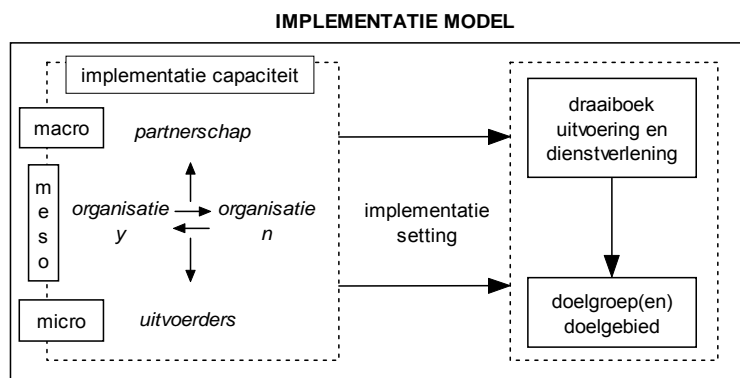 IMPLEMENTATIE MODEL
implementatie capaciteit
macro
partnerschap
meso
organisatie
y
organisatie
n
micro
uitvoerders
implementatie
setting
draaiboek
uitvoering en
dienstverlening
doelgroep(en)
doelgebied